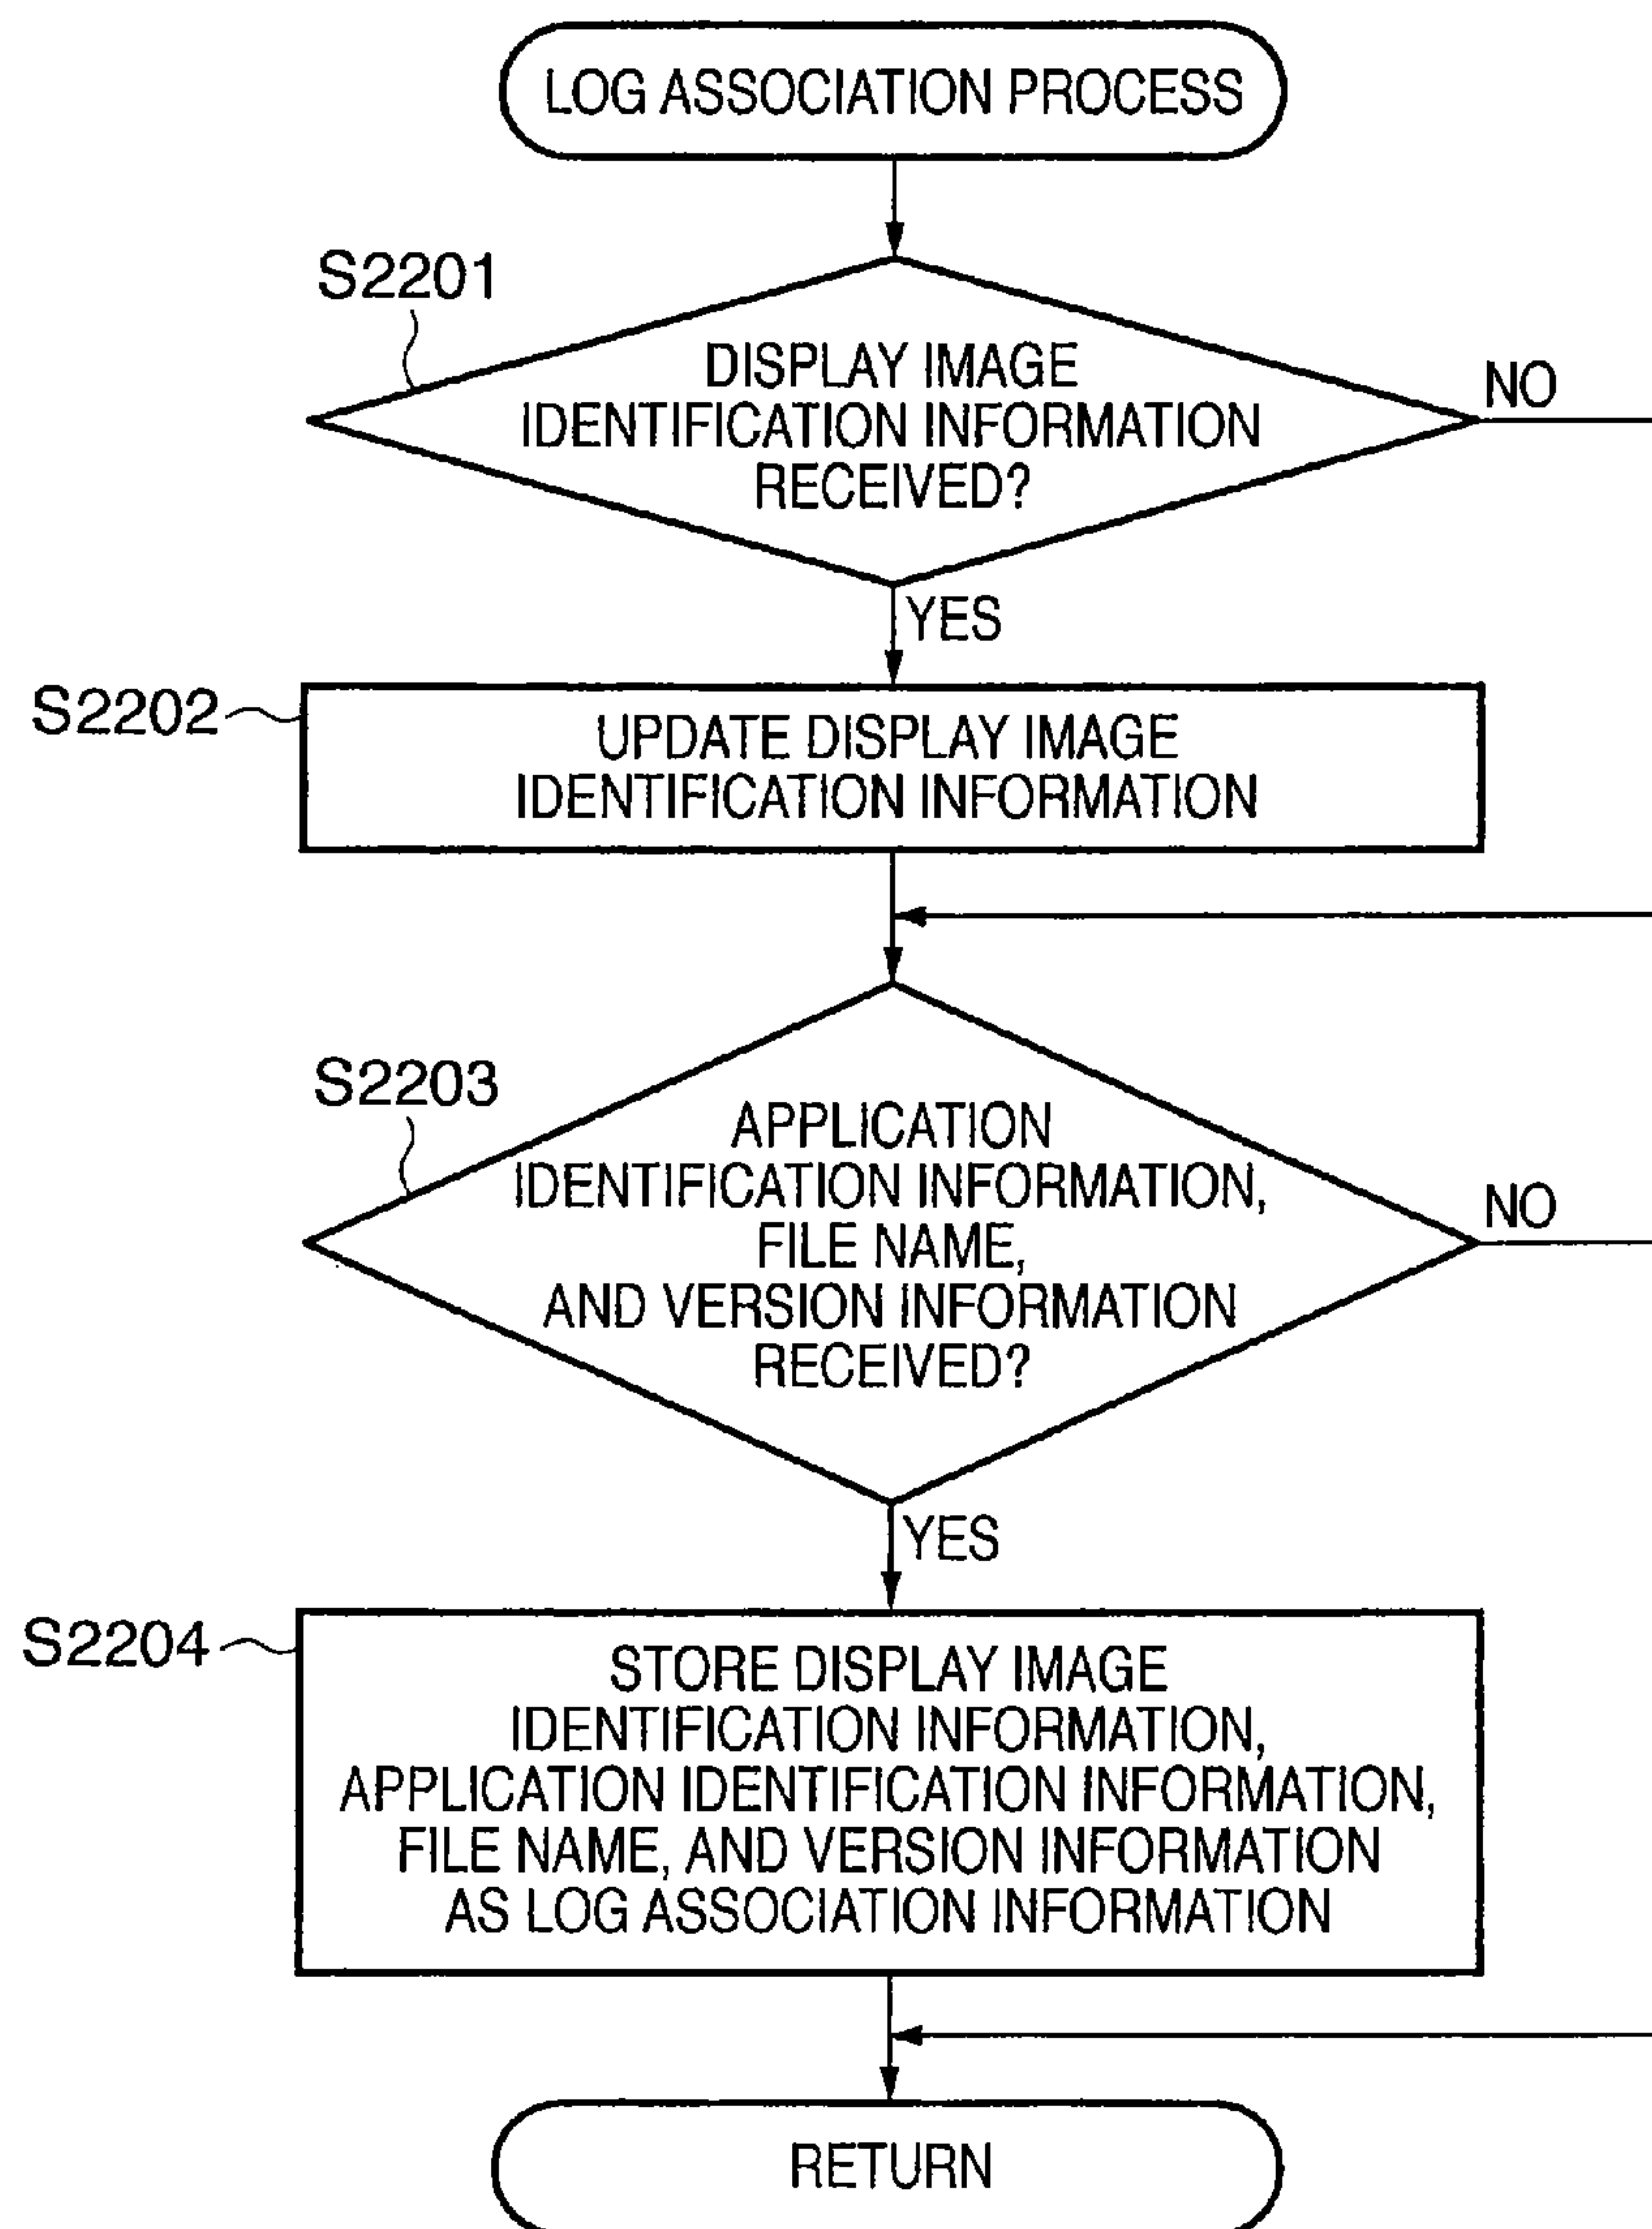 LOG ASSOCIATION PROCESS
S2201
DISPLAY IMAGE
IDENTIFICATION INFORMATION
RECEIVED?
NO
YES
S2202
UPDATE DISPLAY IMAGE
IDENTIFICATION INFORMATION
S2203
APPLICATION
IDENTIFICATION INFORMATION,
FILE NAME,
AND VERSION INFORMATION
RECEIVED?
NO
YES
S2204
STORE DISPLAY IMAGE
IDENTIFICATION INFORMATION,
APPLICATION IDENTIFICATION INFORMATION,
FILE NAME, AND VERSION INFORMATION
AS LOG ASSOCIATION INFORMATION
RETURN